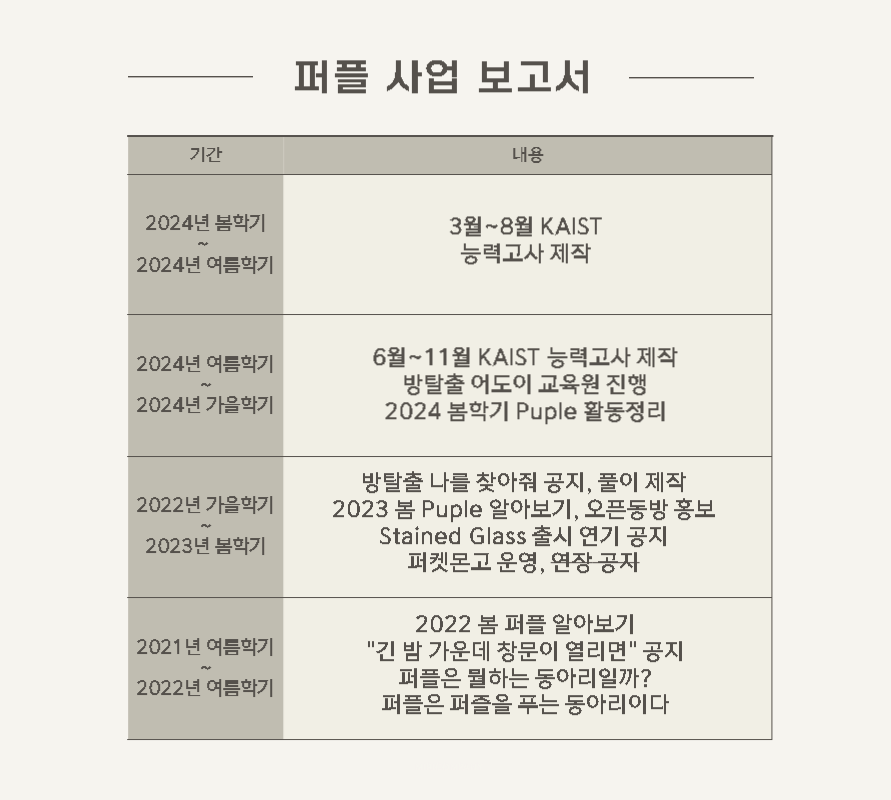 퍼플 사업 보고서
기간
내용
2024년 봄학기
~
2024년 여름학기
3월~8월 KAIST
능력고사 제작
2024년 여름학기
~
2024년 가을학기
6월~11월 KAIST 능력고사 제작
방탈출 어도이 교육원 진행
2024 봄학기 Puple 활동정리
2022년 가을학기
~
2023년 봄학기
방탈출 나를 찾아줘 공지, 풀이 제작
2023 봄 Puple 알아보기, 오픈동방 홍보
Stained Glass 출시 연기 공지
퍼켓몬고 운영, 연장 공지
2021년 여름학기
~
2022년 여름학기
2022 봄 퍼플 알아보기
"긴 밤 가운데 창문이 열리면" 공지
퍼플은 뭘하는 동아리일까?
퍼플은 퍼즐을 푸는 동아리이다